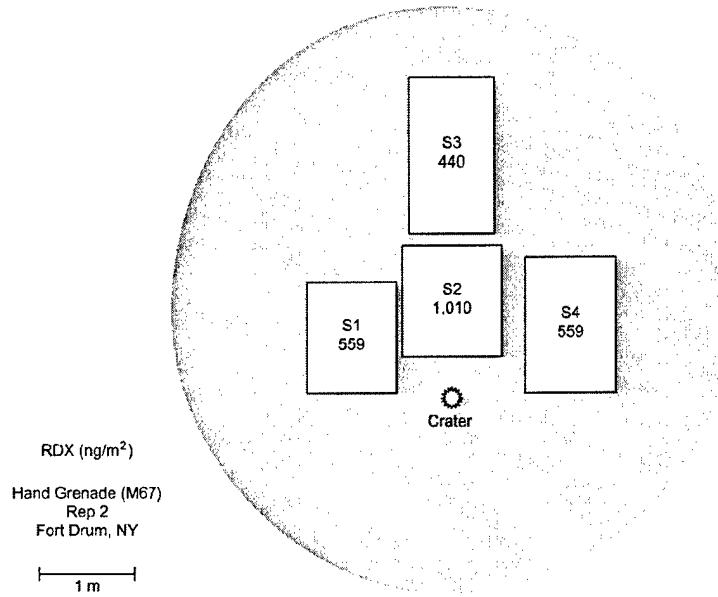 S3
440
S2
1,010
S1
559
S4
559
Crater
RDX (ng/m²)
Hand Grenade (M67)
Rep 2
Fort Drum, NY
1 m